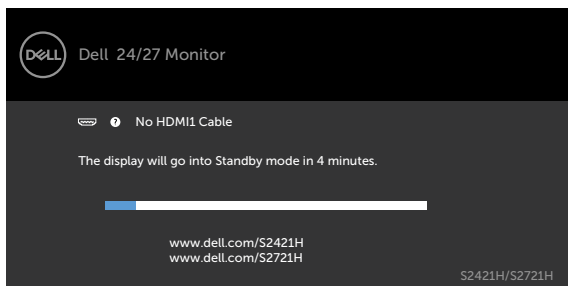 DELL
Dell 24/27 Monitor
? No HDMI1 Cable
The display will go into Standby mode in 4 minutes.
www.dell.com/S2421H
www.dell.com/S2721H
S2421H/S2721H